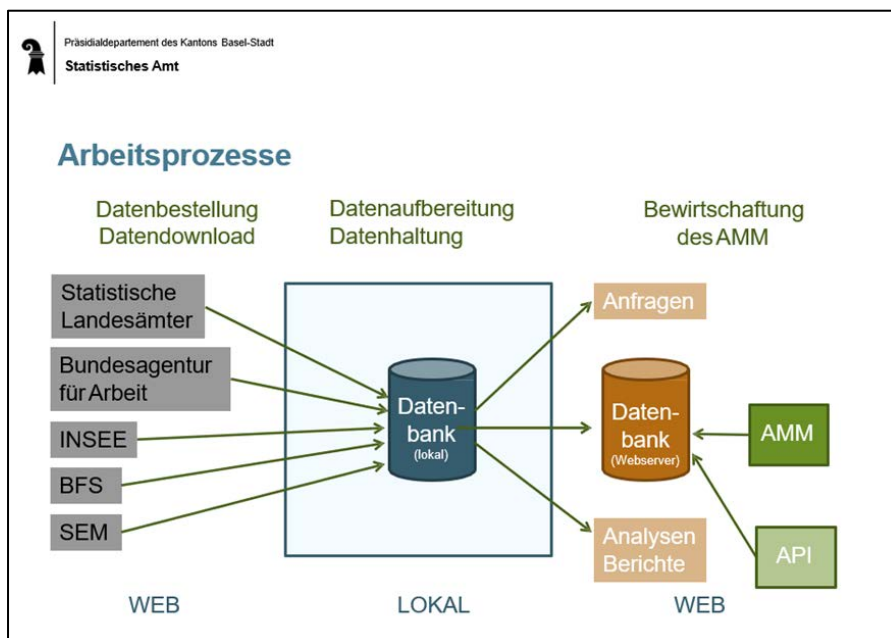 Präsidialdepartement des Kantons Basel-Stadt
Statistisches Amt
Arbeitsprozesse
Datenbestellung
Datendownload
Datenaufbereitung
Datenhaltung
Bewirtschaftung
des AMM
Statistische
Landesämter
Bundesagentur
für Arbeit
INSEE
BFS
SEM
Daten-
bank
(lokal)
Anfragen
Daten-
bank
(Webserver)
Analysen
Berichte
AMM
API
WEB
LOKAL
WEB